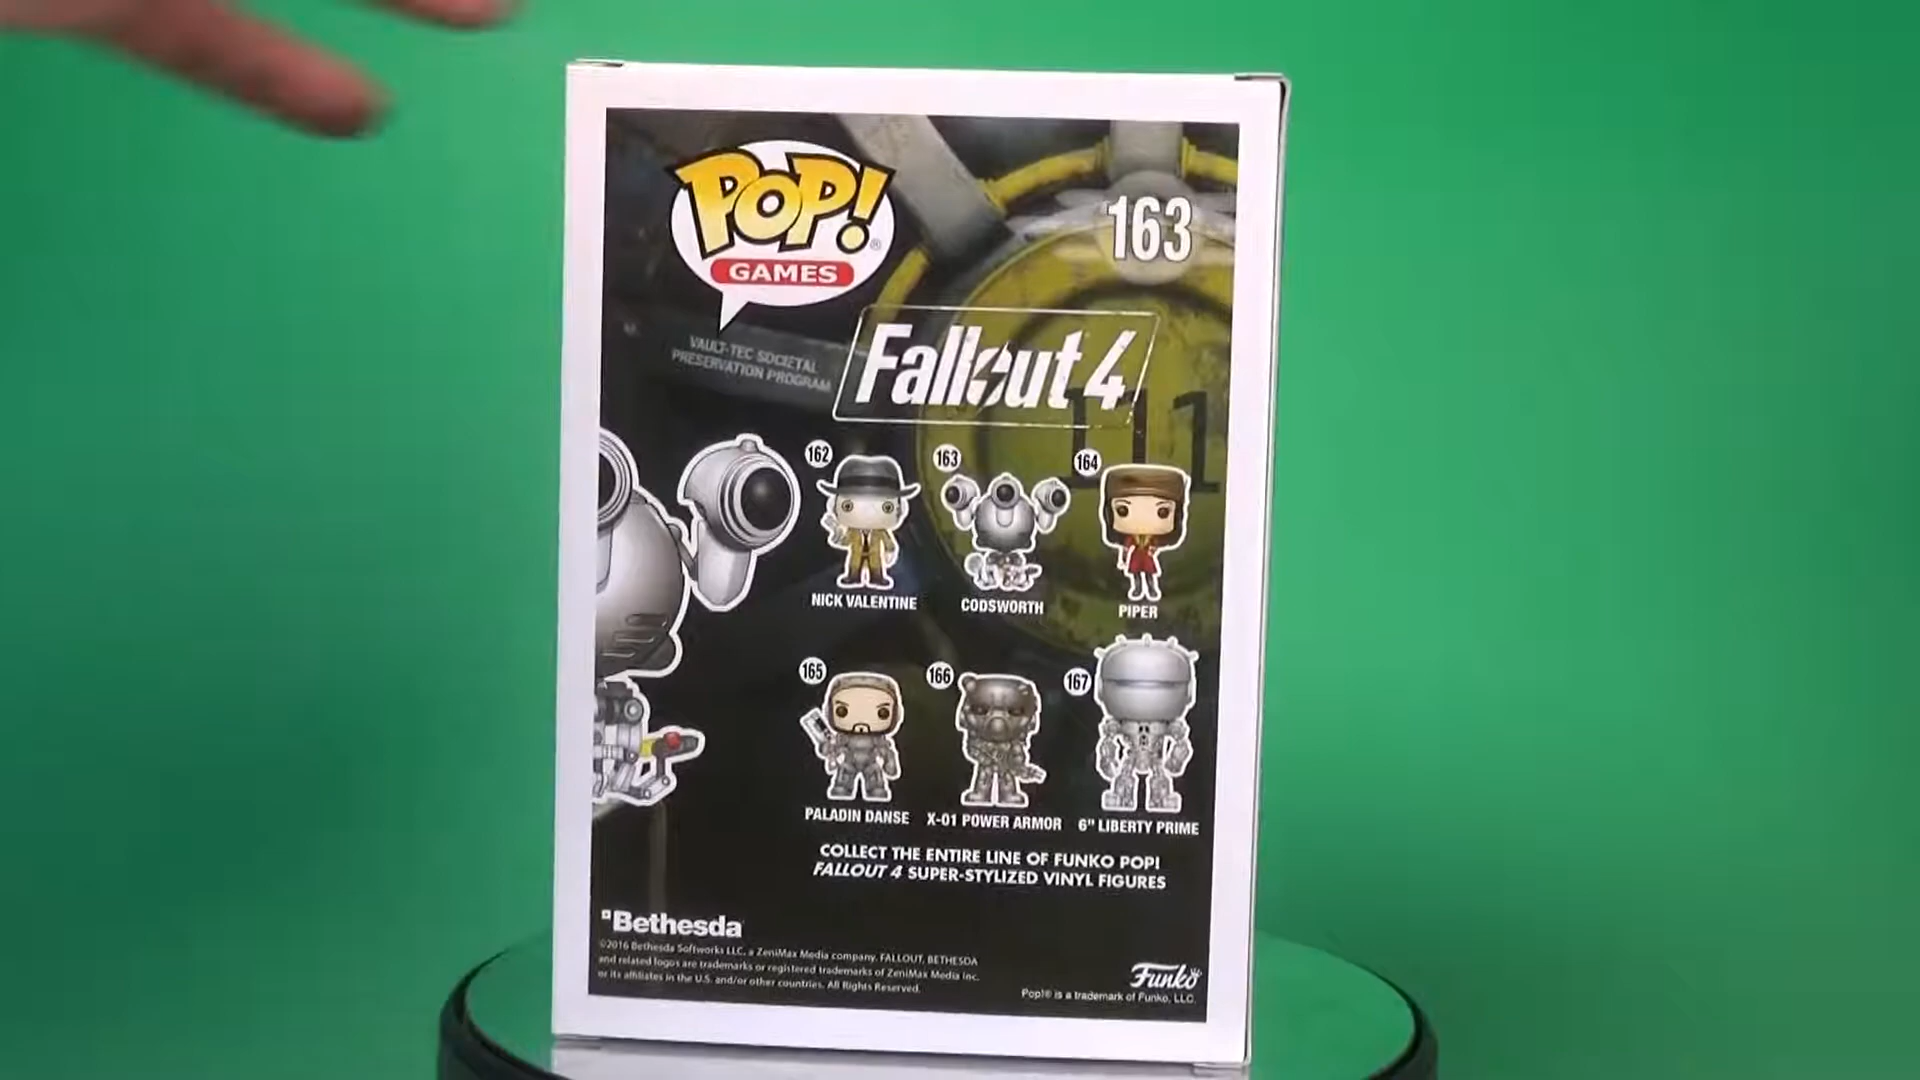 POP!
GAMES
163
VAULT-TEC SOCIETAL
PRESERVATION PROGRAM
Fallout 4
111
162
163
164
NICK VALENTINE
CODSWORTH
PIPER
165
166
167
PALADIN DANSE
X-01 POWER ARMOR
6" LIBERTY PRIME
COLLECT THE ENTIRE LINE OF FUNKO POP!
FALLOUT 4 SUPER-STYLIZED VINYL FIGURES
Bethesda
©2016 Bethesda Softworks LLC, a ZeniMax Media company. FALLOUT, BETHESDA
and related logos are trademarks or registered trademarks of ZeniMax Media Inc.
or its affiliates in the U.S. and/or other countries. All Rights Reserved.
Funko
Pop!® is a trademark of Funko, LLC.